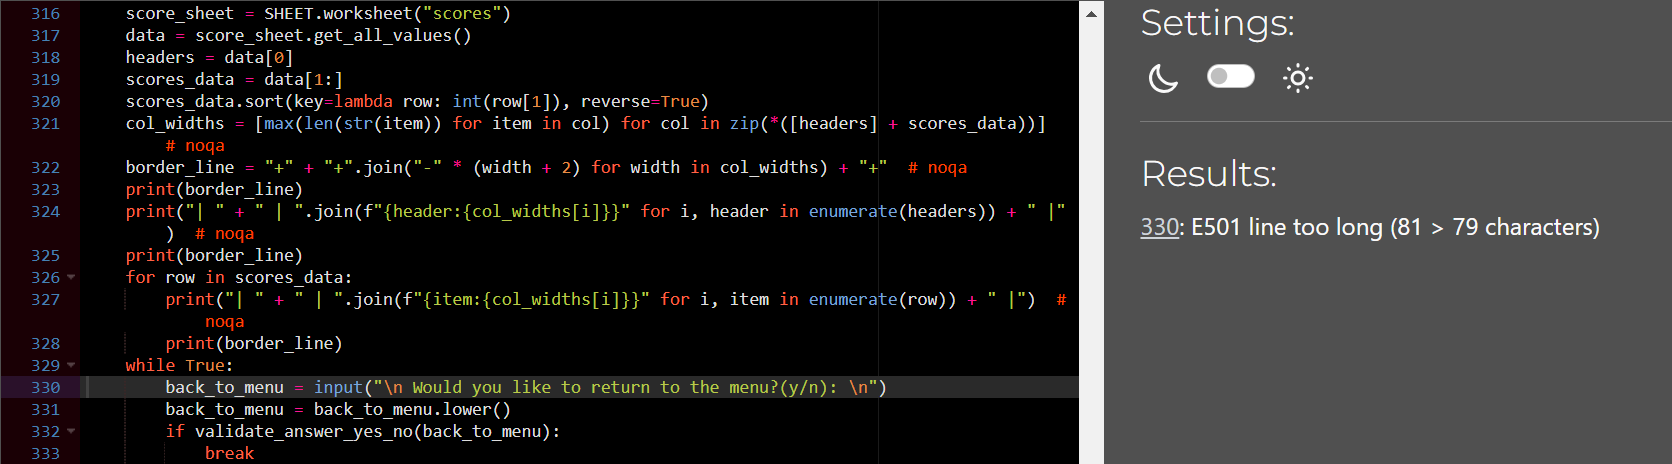 316 score_sheet = SHEET.worksheet("scores")
317 data = score_sheet.get_all_values()
318 headers = data[0]
319 scores_data = data[1:]
320 scores_data.sort(key=lambda row: int(row[1]), reverse=True)
321 col_widths = [max(len(str(item)) for item in col) for col in zip(*([headers] + scores_data))]
# noqa
322 border_line = "+" + "+".join("-" * (width + 2) for width in col_widths) + "+"  # noqa
323 print(border_line)
324 print("| " + " | ".join(f"{header:{col_widths[i]}}" for i, header in enumerate(headers)) + " |"
)  # noqa
325 print(border_line)
326 for row in scores_data:
327 print("| " + " | ".join(f"{item:{col_widths[i]}}" for i, item in enumerate(row)) + " |")  #
noqa
328 print(border_line)
329 while True:
330 back_to_menu = input("\n Would you like to return to the menu?(y/n): \n")
331 back_to_menu = back_to_menu.lower()
332 if validate_answer_yes_no(back_to_menu):
333 break
Settings:
Results:
330: E501 line too long (81 > 79 characters)